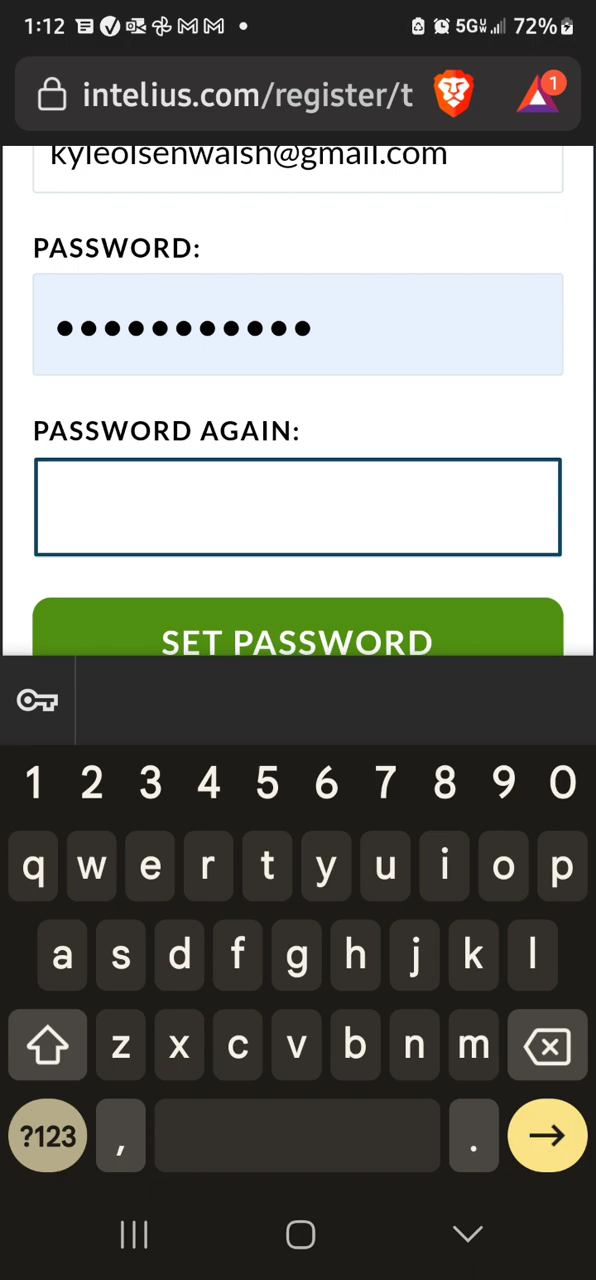 1:12 5G UW 72%
intelius.com/register/t 1
kyleolsenwalsh@gmail.com
PASSWORD:
•••••••••••
PASSWORD AGAIN:
SET PASSWORD
1 2 3 4 5 6 7 8 9 0
q w e r t y u i o p
a s d f g h j k l
z x c v b n m
?123 , .